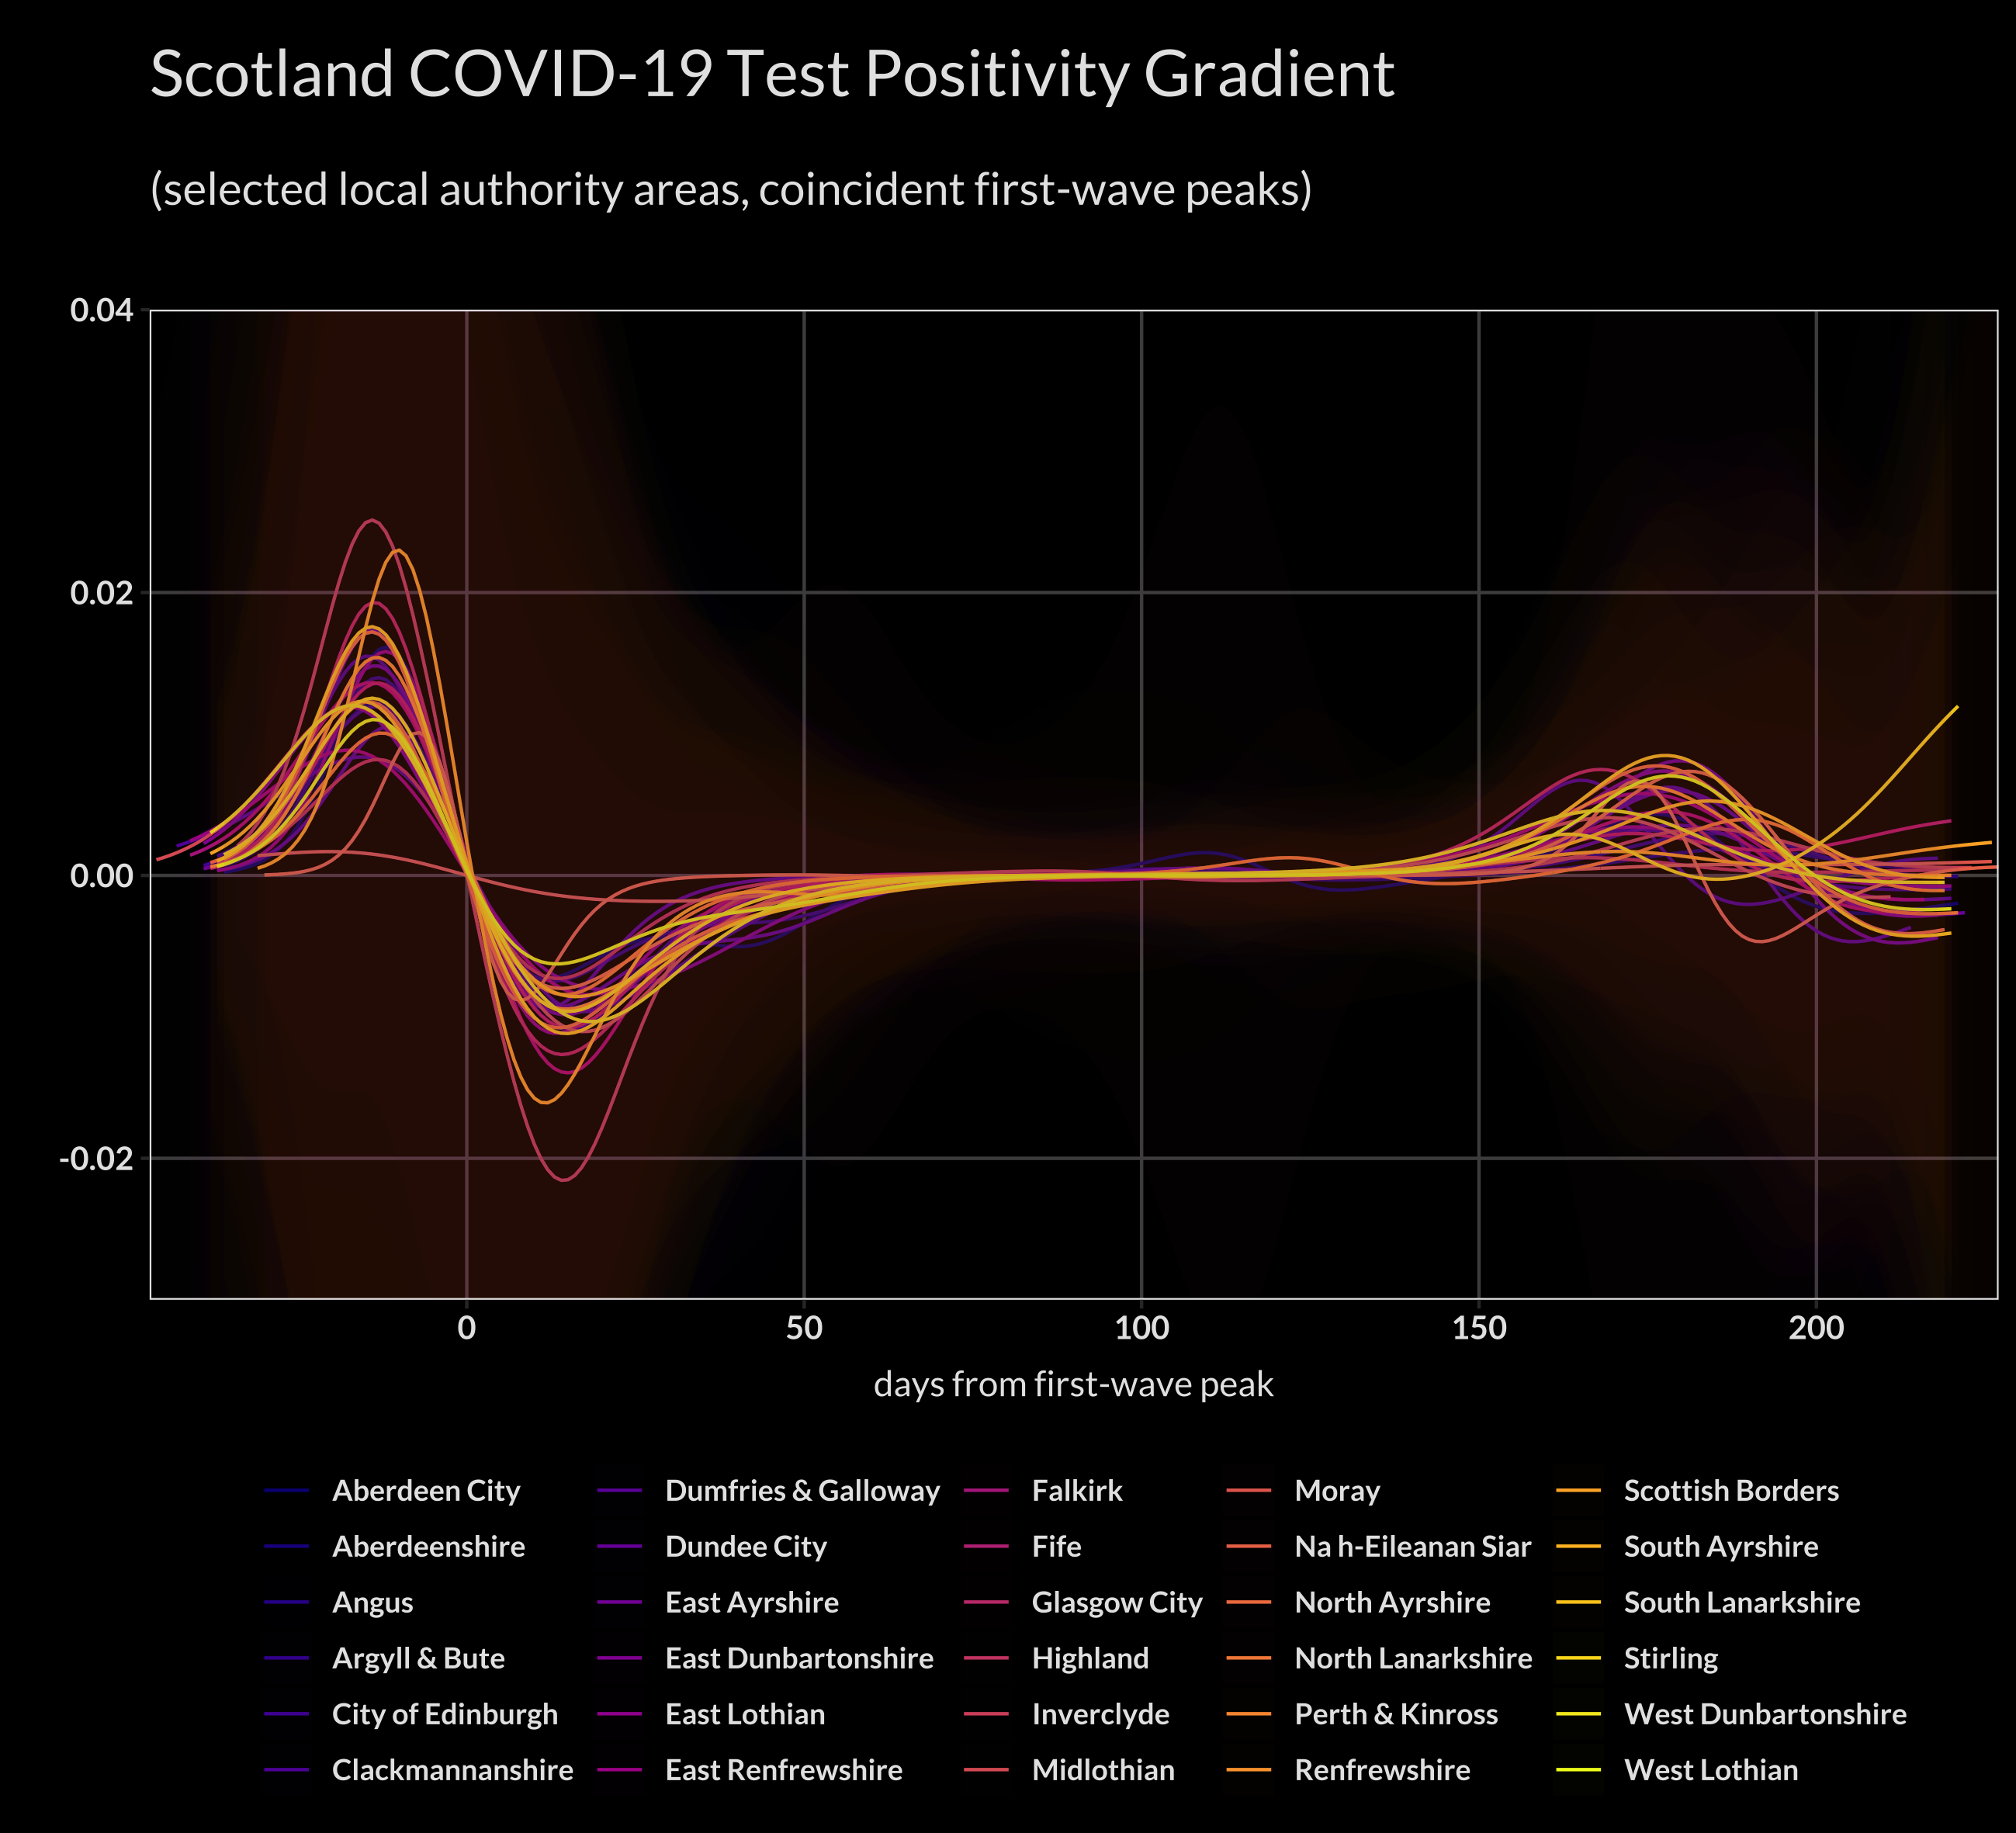 Scotland COVID-19 Test Positivity Gradient
(selected local authority areas, coincident first-wave peaks)
0.04
0.02
0.00
-0.02
0 50 100 150 200
days from first-wave peak
Aberdeen City Dumfries & Galloway Falkirk Moray Scottish Borders
Aberdeenshire Dundee City Fife Na h-Eileanan Siar South Ayrshire
Angus East Ayrshire Glasgow City North Ayrshire South Lanarkshire
Argyll & Bute East Dunbartonshire Highland North Lanarkshire Stirling
City of Edinburgh East Lothian Inverclyde Perth & Kinross West Dunbartonshire
Clackmannanshire East Renfrewshire Midlothian Renfrewshire West Lothian